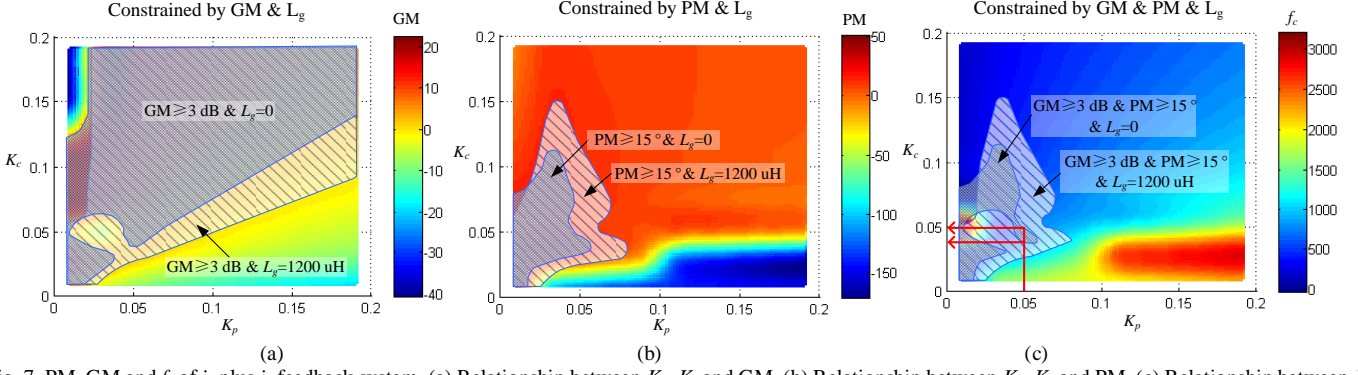 Constrained by GM & Lg
GM
0.2
0.15
0.1
0.05
0
Kc
GM≥3 dB & Lg=0
GM≥3 dB & Lg=1200 uH
0
0.05
0.1
0.15
0.2
Kp
20
10
0
-10
-20
-30
-40
(a)
Constrained by PM & Lg
PM
0.2
0.15
0.1
0.05
0
Kc
PM≥15°& Lg=0
PM≥15°& Lg=1200 uH
0
0.05
0.1
0.15
0.2
Kp
50
0
-50
-100
-150
(b)
Constrained by GM & PM & Lg
fc
0.2
0.15
0.1
0.05
0
Kc
GM≥3 dB & PM≥15°
& Lg=0
GM≥3 dB & PM≥15°
& Lg=1200 uH
0
0.05
0.1
0.15
0.2
Kp
3000
2500
2000
1500
1000
500
0
(c)